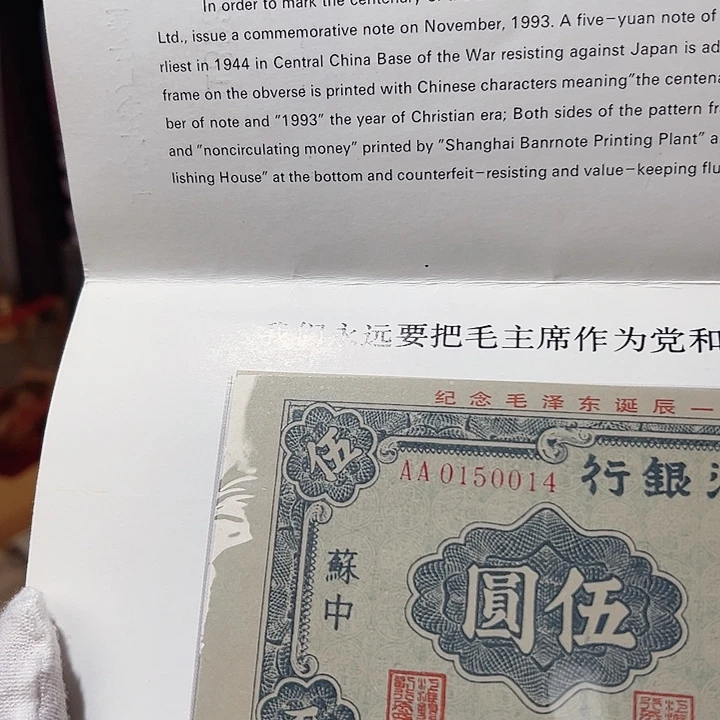 In order to mark the centenary of
Ltd., issue a commemorative note on November, 1993. A five-yuan note of
rliest in 1944 in Central China Base of the War resisting against Japan is ad
frame on the obverse is printed with Chinese characters meaning"the centena
ber of note and "1993" the year of Christian era; Both sides of the pattern fr
and "noncirculating money" printed by "Shanghai Banrnote Printing Plant" a
lishing House" at the bottom and counterfeit-resisting and value-keeping flu
我们永远要把毛主席作为党和
纪念毛泽东诞辰一
伍
AA 0150014
行銀
蘇中
圓伍